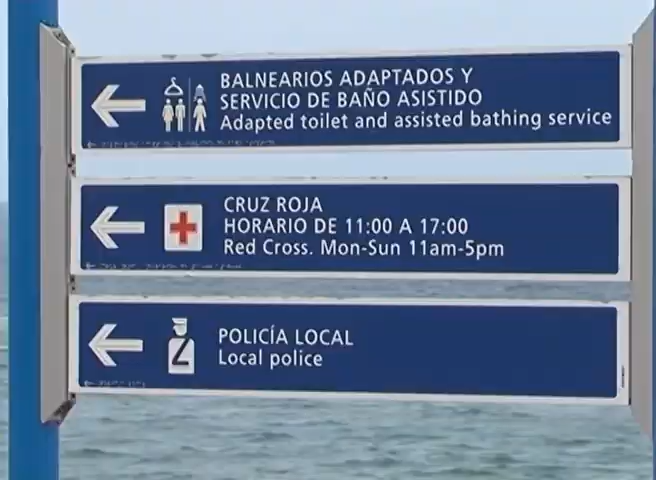 BALNEARIOS ADAPTADOS Y
SERVICIO DE BAÑO ASISTIDO
Adapted toilet and assisted bathing service
CRUZ ROJA
HORARIO DE 11:00 A 17:00
Red Cross. Mon-Sun 11am-5pm
POLICÍA LOCAL
Local police